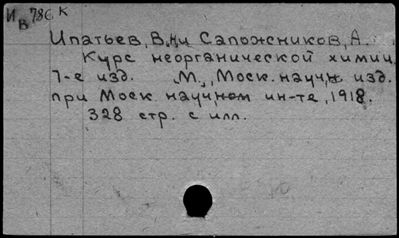 И 786 К
В
Ипатьев, В.Н. и Сапожников, А.
Курс неорганической химии.
7-е изд. М., Моск. научн. изд.
при Моск. научном ин-те, 1918.
328 стр. с илл.